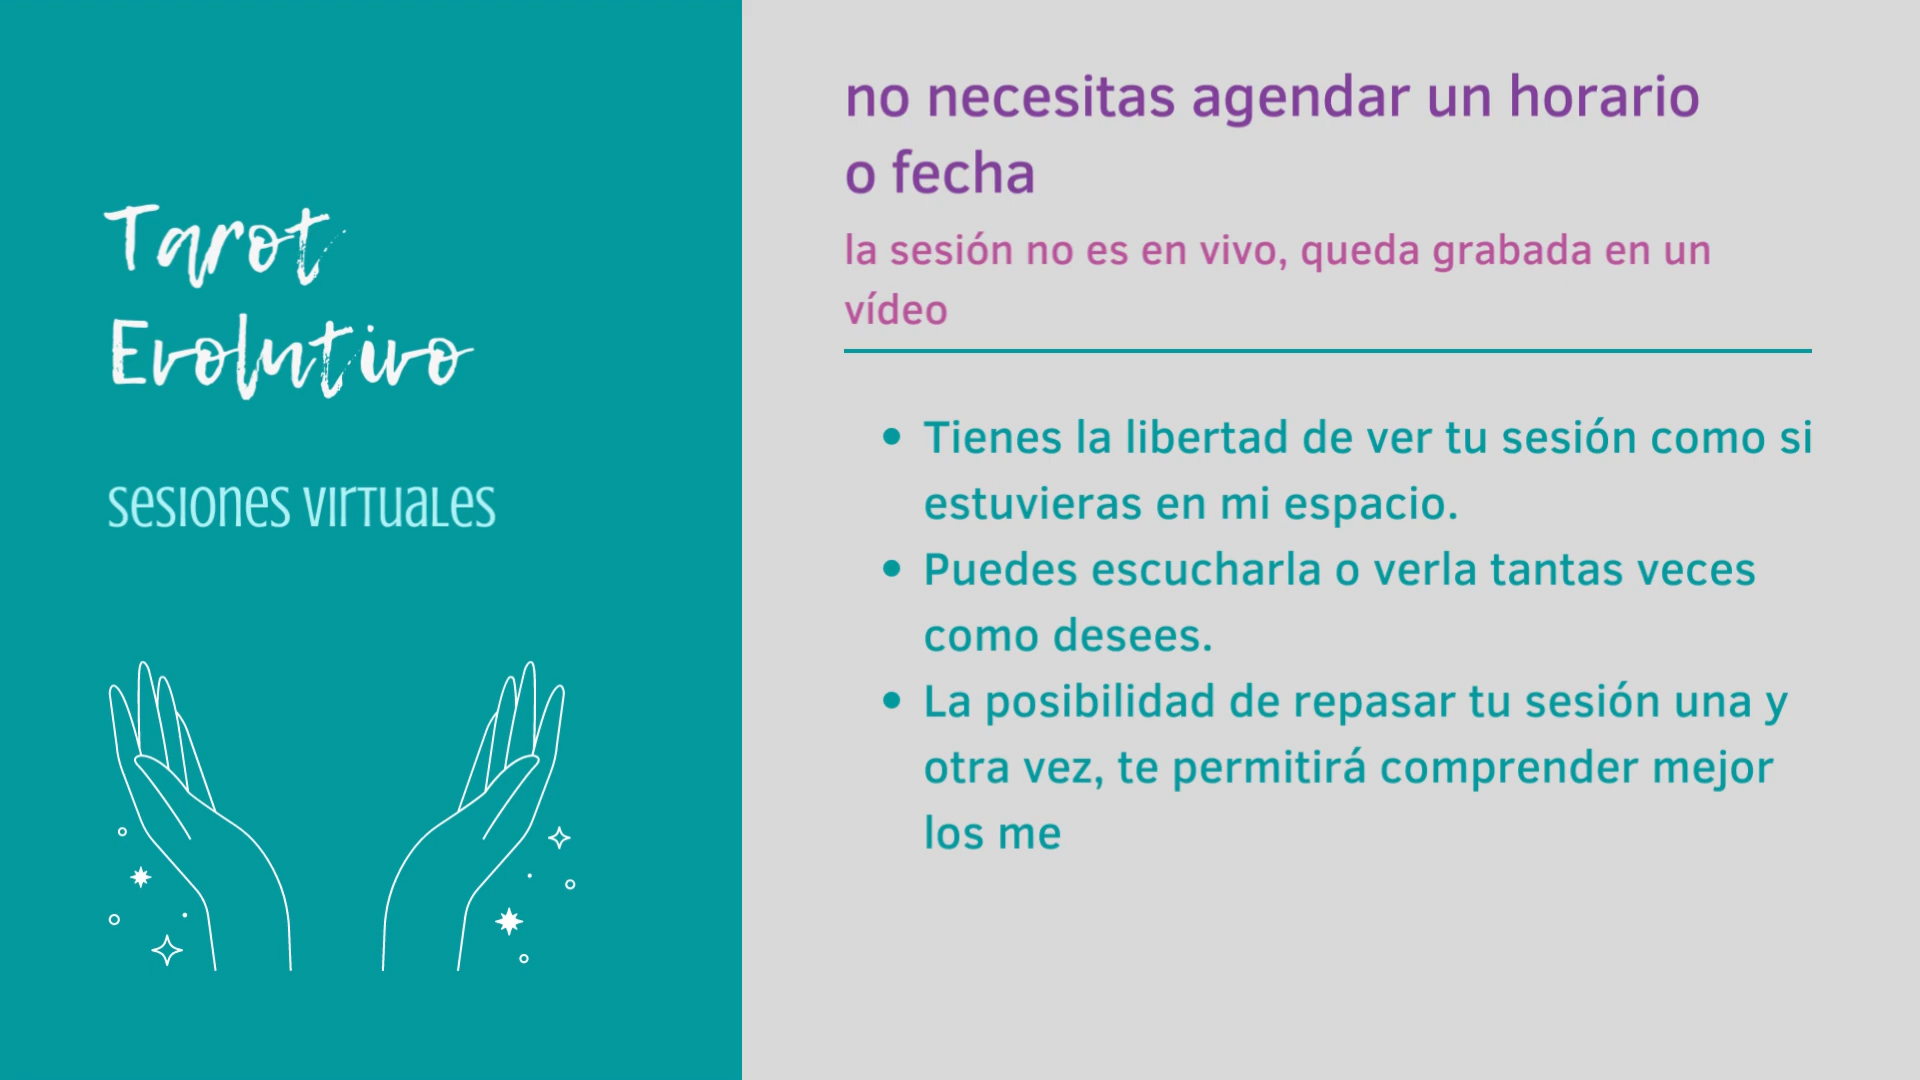 Tarot
Evolutivo
sesiones virtuales
no necesitas agendar un horario
o fecha
la sesión no es en vivo, queda grabada en un
vídeo
• Tienes la libertad de ver tu sesión como si
estuvieras en mi espacio.
• Puedes escucharla o verla tantas veces
como desees.
• La posibilidad de repasar tu sesión una y
otra vez, te permitirá comprender mejor
los me